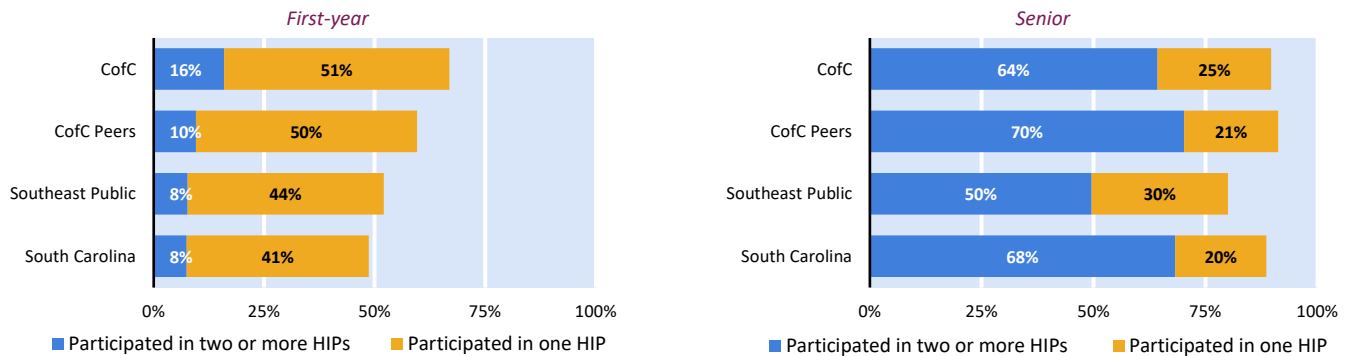 First-year
CofC
16%
51%
CofC Peers
10%
50%
Southeast Public
8%
44%
South Carolina
8%
41%
0%
25%
50%
75%
100%
Participated in two or more HIPs
Participated in one HIP
Senior
CofC
64%
25%
CofC Peers
70%
21%
Southeast Public
50%
30%
South Carolina
68%
20%
0%
25%
50%
75%
100%
Participated in two or more HIPs
Participated in one HIP